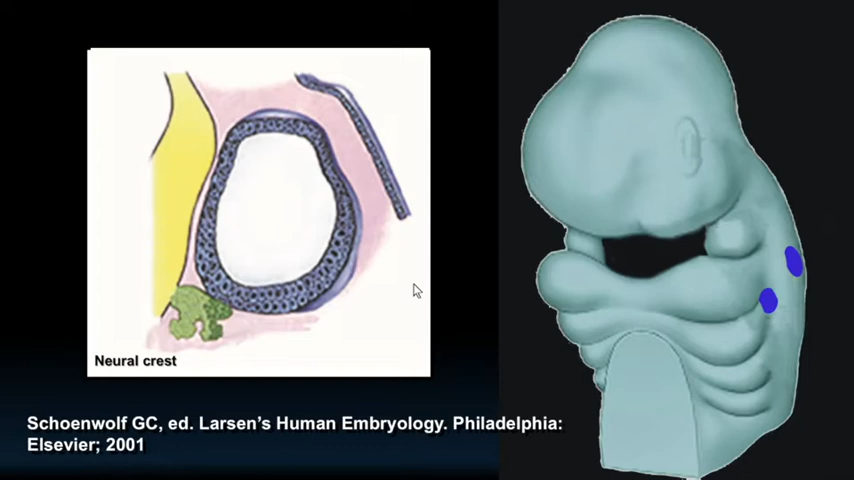 Neural crest
Schoenwolf GC, ed. Larsen's Human Embryology. Philadelphia:
Elsevier; 2001